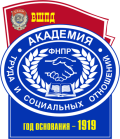 ВШПД
АКАДЕМИЯ
ФНПР
ТРУДА И СОЦИАЛЬНЫХ ОТНОШЕНИЙ
ГОД ОСНОВАНИЯ - 1919